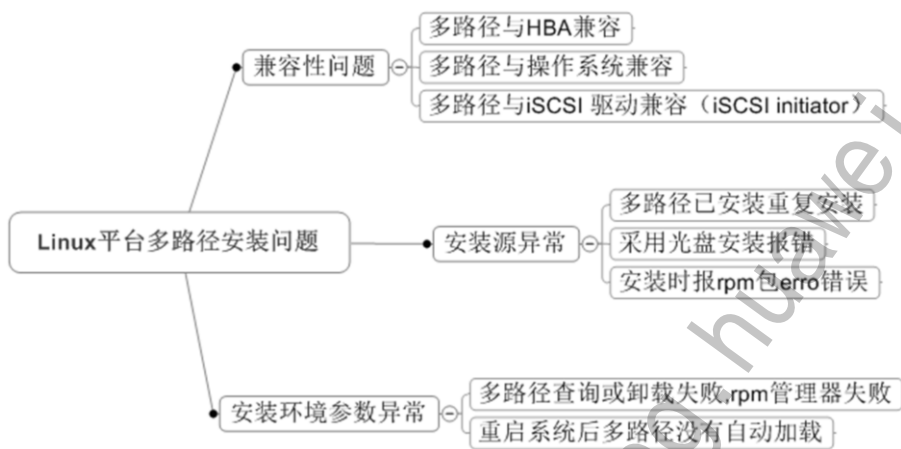 多路径与HBA兼容
兼容性问题
多路径与操作系统兼容
多路径与iSCSI 驱动兼容（iSCSI initiator）
Linux平台多路径安装问题
多路径已安装重复安装
安装源异常
采用光盘安装报错
安装时报rpm包erro错误
多路径查询或卸载失败,rpm管理器失败
安装环境参数异常
重启系统后多路径没有自动加载
ng.huawei